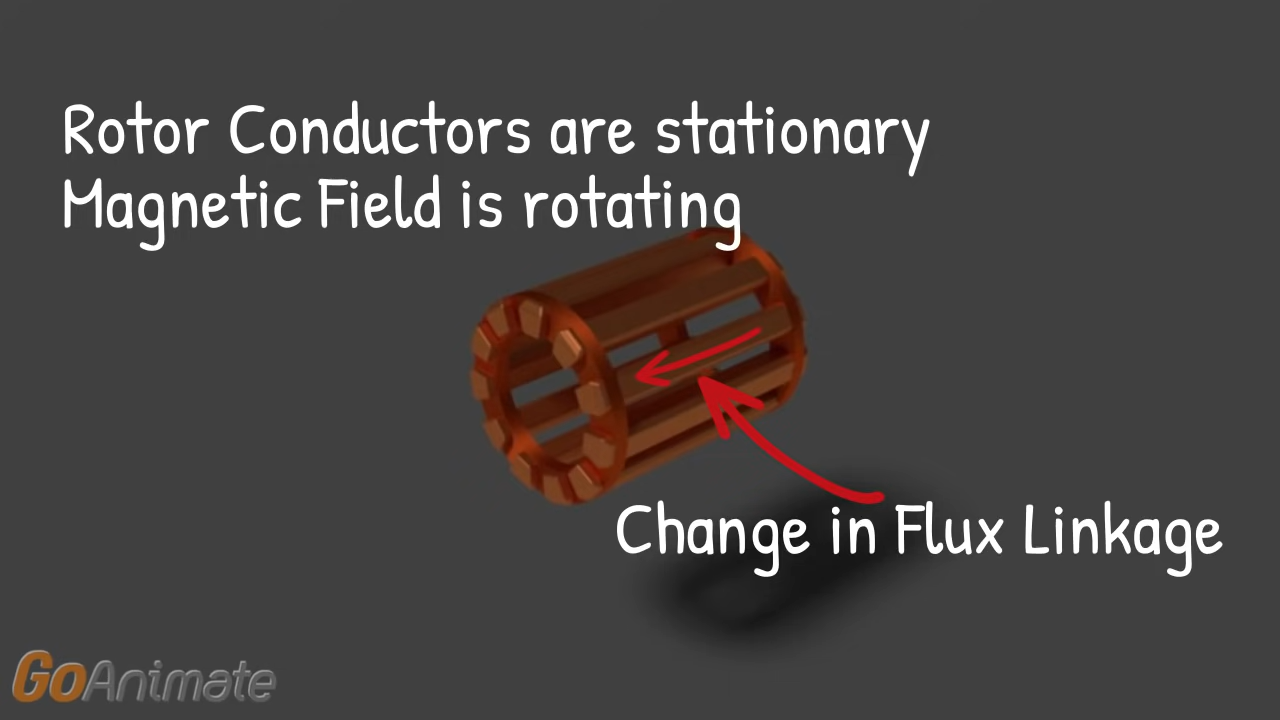 Rotor Conductors are stationary
Magnetic Field is rotating
Change in Flux Linkage
GoAnimate